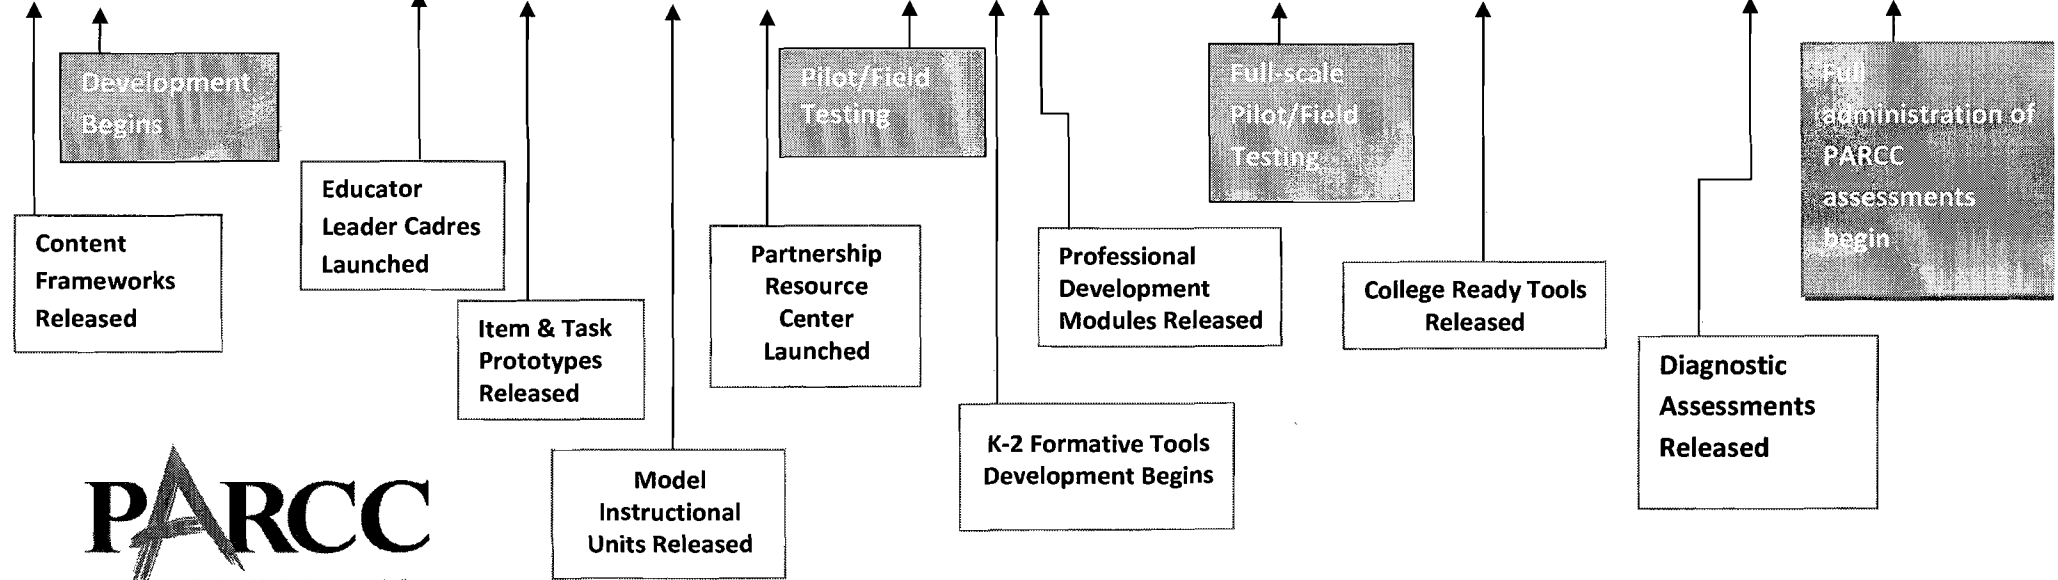 Development
Begins
Pilot/Field
Testing
Full-scale
Pilot/Field
Testing
Full
administration of
PARCC
assessments
begin
Content
Frameworks
Released
Educator
Leader Cadres
Launched
Item & Task
Prototypes
Released
Model
Instructional
Units Released
Partnership
Resource
Center
Launched
K-2 Formative Tools
Development Begins
Professional
Development
Modules Released
College Ready Tools
Released
Diagnostic
Assessments
Released
PARCC